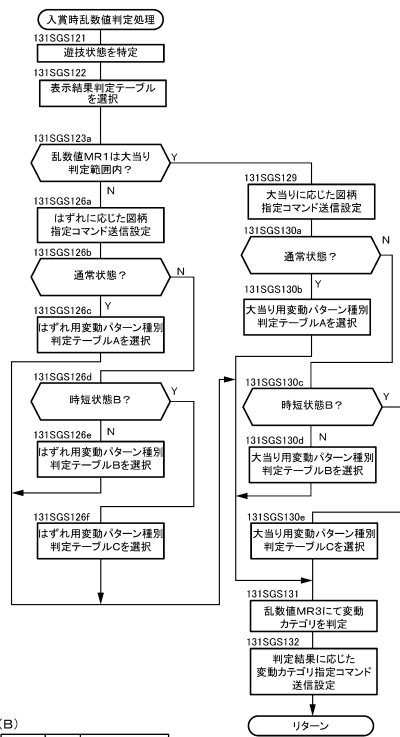 入賞時乱数値判定処理
131SGS121
遊技状態を特定
131SGS122
表示結果判定テーブル
を選択
131SGS123a
乱数値MR1は大当り
判定範囲内？
Y
N
131SGS126a
はずれに応じた図柄
指定コマンド送信設定
131SGS126b
通常状態？
N
Y
131SGS126c
はずれ用変動パターン種別
判定テーブルAを選択
131SGS126d
時短状態B？
Y
N
131SGS126e
はずれ用変動パターン種別
判定テーブルBを選択
131SGS126f
はずれ用変動パターン種別
判定テーブルCを選択
131SGS129
大当りに応じた図柄
指定コマンド送信設定
131SGS130a
通常状態？
N
Y
131SGS130b
大当り用変動パターン種別
判定テーブルAを選択
131SGS130c
時短状態B？
Y
N
131SGS130d
大当り用変動パターン種別
判定テーブルBを選択
131SGS130e
大当り用変動パターン種別
判定テーブルCを選択
131SGS131
乱数値MR3にて変動
カテゴリを判定
131SGS132
判定結果に応じた
変動カテゴリ指定コマンド
送信設定
リターン
(B)